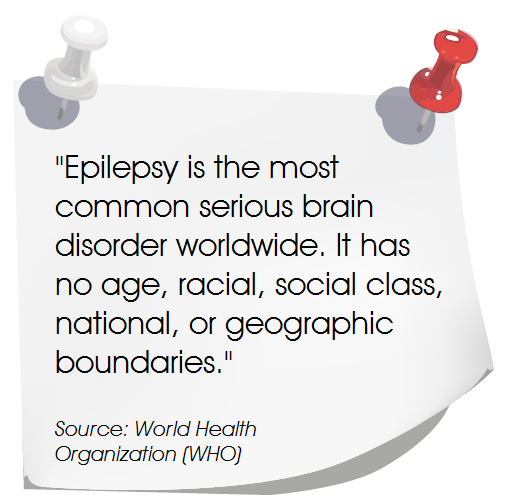 "Epilepsy is the most
common serious brain
disorder worldwide. It has
no age, racial, social class,
national, or geographic
boundaries."
Source: World Health
Organization (WHO)